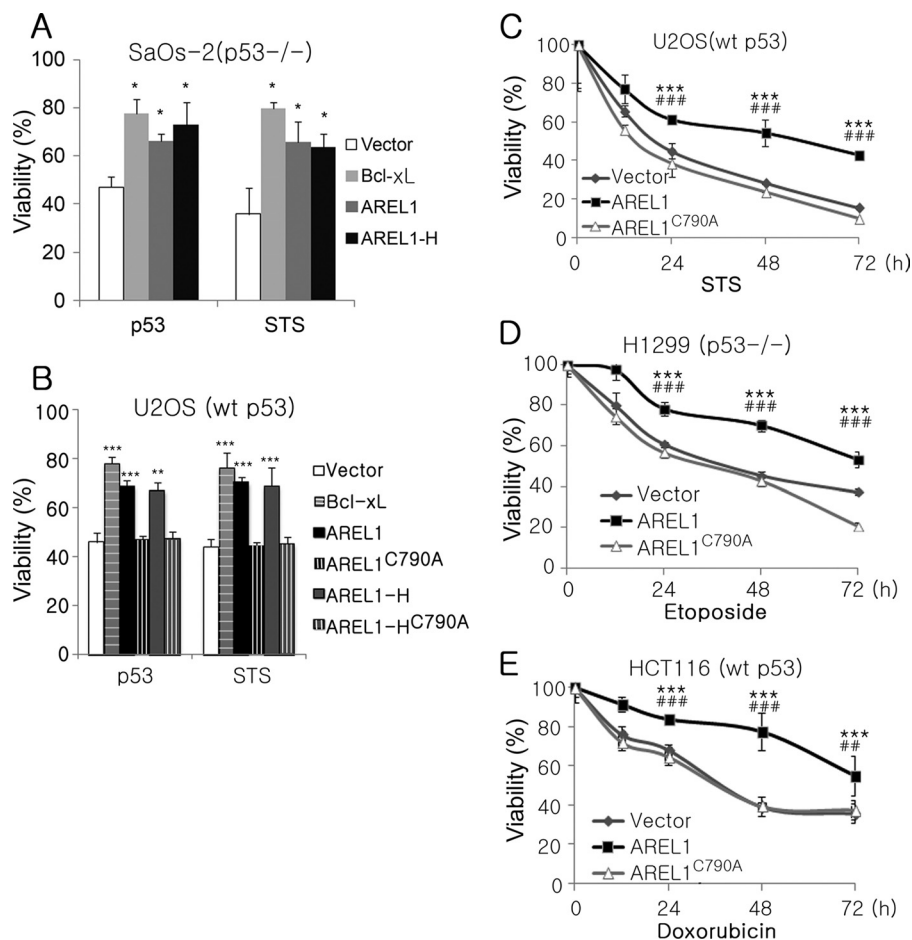 A
SaOs-2(p53-/-)
100
80
60
40
20
0
Viability (%)
* * * * * *
Vector
Bcl-xL
AREL1
AREL1-H
p53 STS
B
U2OS (wt p53)
100
80
60
40
20
0
Viability (%)
*** *** ** *** *** ***
Vector
Bcl-xL
AREL1
AREL1C790A
AREL1-H
AREL1-HC790A
p53 STS
C
U2OS(wt p53)
100
80
60
40
20
0
Viability (%)
*** *** ***
### ### ###
Vector
AREL1
AREL1C790A
0 24 48 72 (h)
STS
D
H1299 (p53-/-)
100
80
60
40
20
0
Viability (%)
*** *** ***
### ### ###
Vector
AREL1
AREL1C790A
0 24 48 72 (h)
Etoposide
E
HCT116 (wt p53)
100
80
60
40
20
0
Viability (%)
*** *** ***
### ### ##
Vector
AREL1
AREL1C790A
0 24 48 72 (h)
Doxorubicin